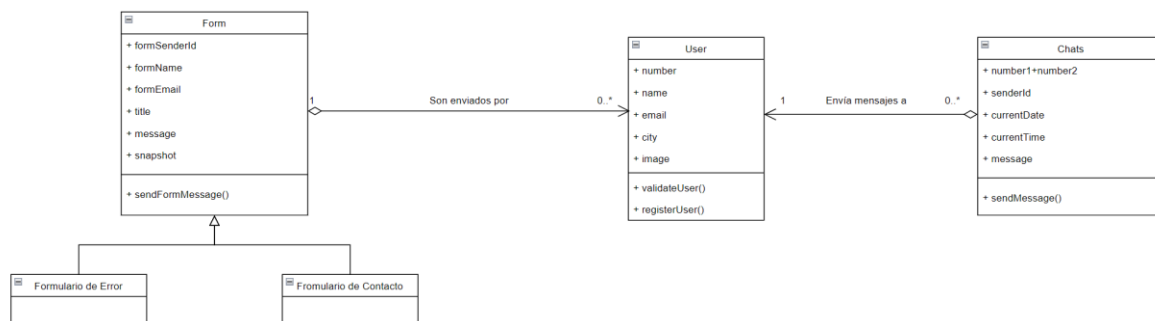 Form
+ formSenderId
+ formName
+ formEmail
+ title
+ message
+ snapshot
+ sendFormMessage()
1
Son enviados por
0..*
User
+ number
+ name
+ email
+ city
+ image
+ validateUser()
+ registerUser()
1
Envía mensajes a
0..*
Chats
+ number1+number2
+ senderId
+ currentDate
+ currentTime
+ message
+ sendMessage()
Formulario de Error
Fromulario de Contacto